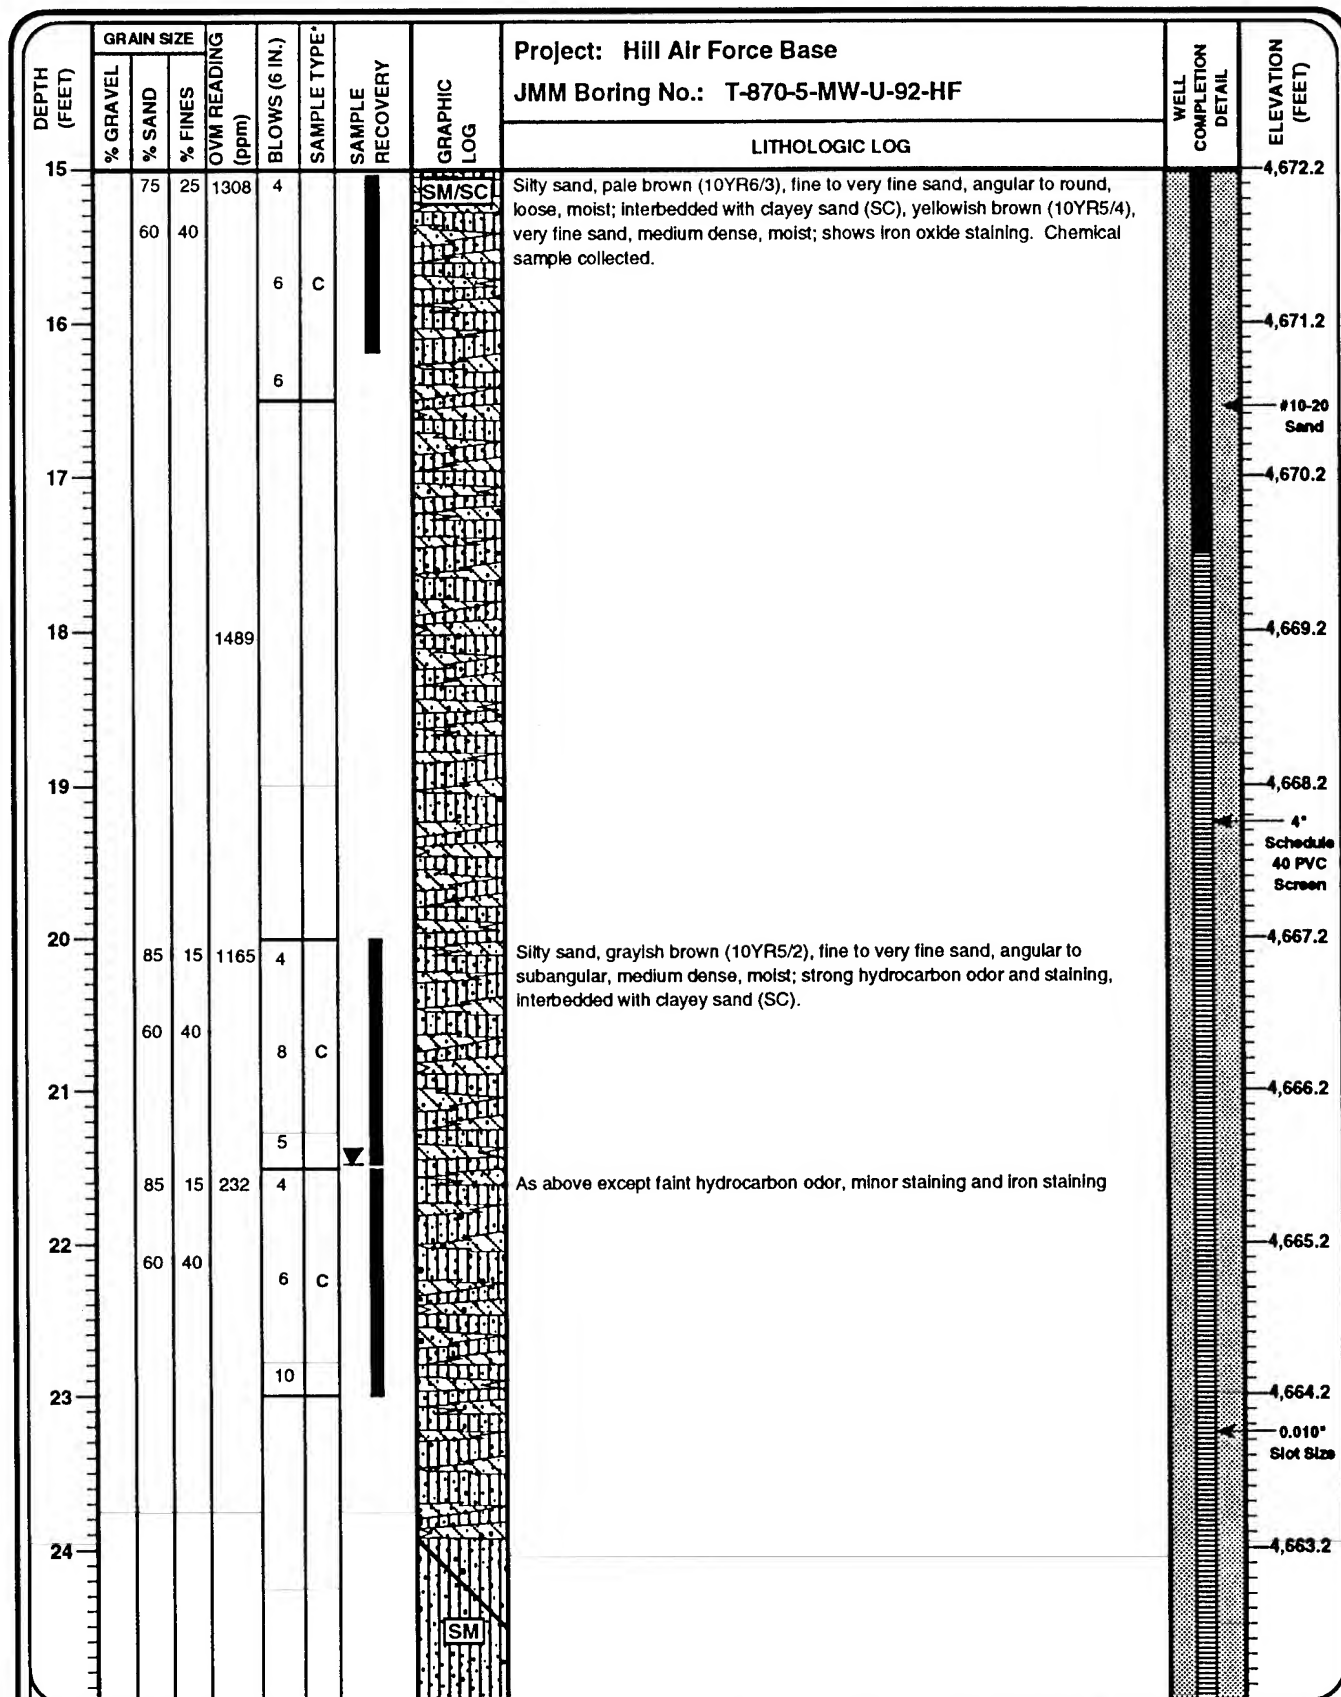 Project: Hill Air Force Base
JMM Boring No.: T-870-5-MW-U-92-HF
DEPTH (FEET)
GRAIN SIZE
% GRAVEL
% SAND
% FINES
OVM READING (ppm)
BLOWS (6 IN.)
SAMPLE TYPE*
SAMPLE RECOVERY
GRAPHIC LOG
LITHOLOGIC LOG
WELL COMPLETION DETAIL
ELEVATION (FEET)
15 4,672.2
75 25 1308 4 SM/SC Silty sand, pale brown (10YR6/3), fine to very fine sand, angular to round,
loose, moist; interbedded with clayey sand (SC), yellowish brown (10YR5/4),
60 40 very fine sand, medium dense, moist; shows iron oxide staining. Chemical
sample collected.
6 C
16 4,671.2
6
#10-20
Sand
17 4,670.2
18 1489 4,669.2
19 4,668.2
4"
Schedule
40 PVC
Screen
20 4,667.2
85 15 1165 4 Silty sand, grayish brown (10YR5/2), fine to very fine sand, angular to
subangular, medium dense, moist; strong hydrocarbon odor and staining,
interbedded with clayey sand (SC).
60 40
8 C
21 4,666.2
5
85 15 232 4 As above except faint hydrocarbon odor, minor staining and iron staining
22 4,665.2
60 40
6 C
10
23 4,664.2
0.010"
Slot Size
24 4,663.2
SM